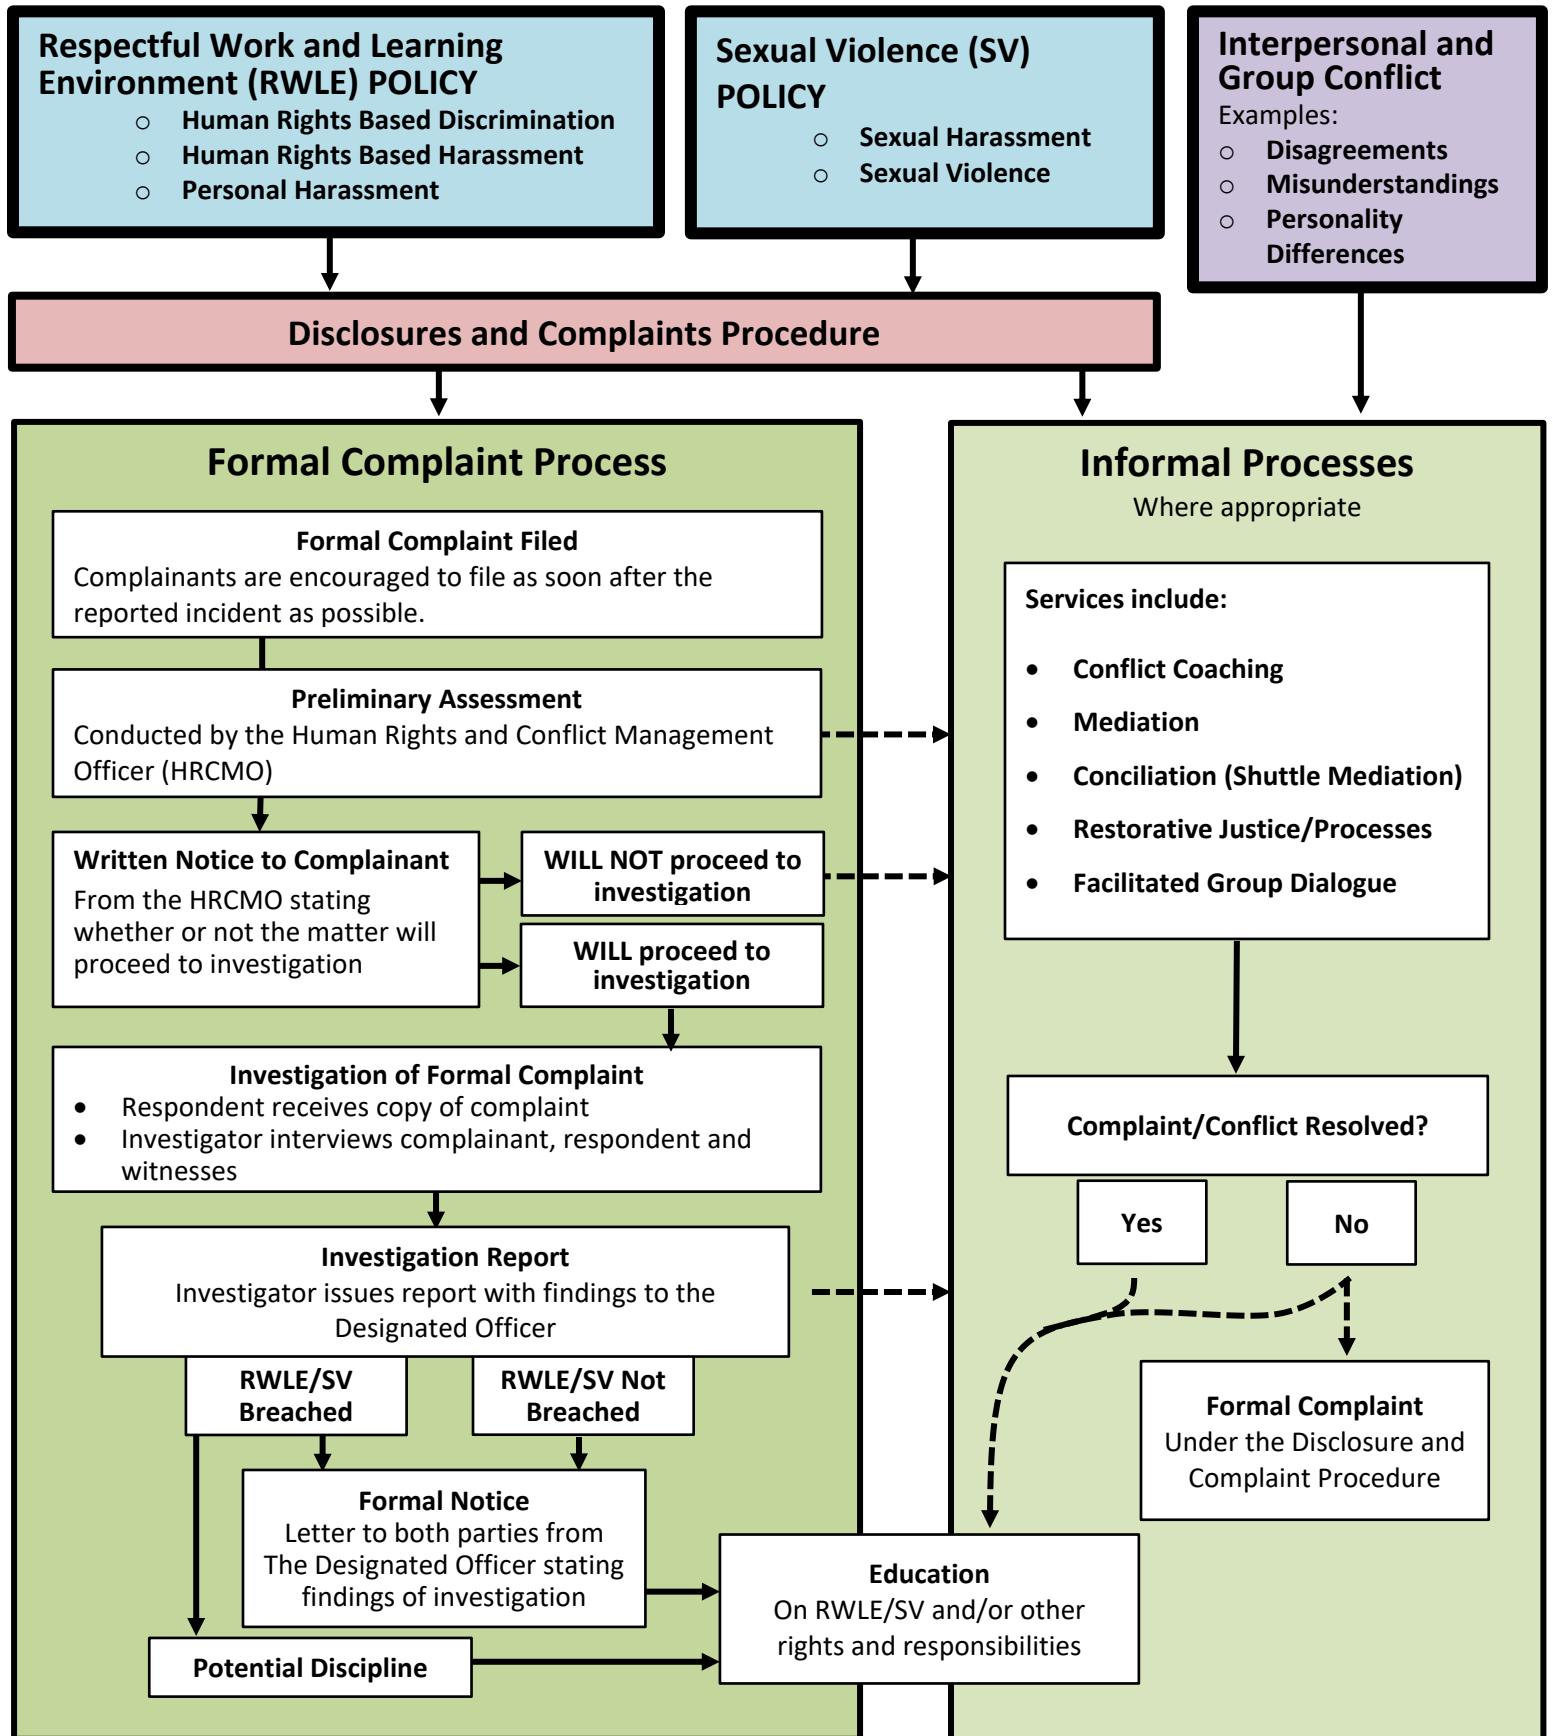 Respectful Work and Learning
Environment (RWLE) POLICY
o Human Rights Based Discrimination
o Human Rights Based Harassment
o Personal Harassment
Sexual Violence (SV)
POLICY
o Sexual Harassment
o Sexual Violence
Interpersonal and
Group Conflict
Examples:
o Disagreements
o Misunderstandings
o Personality
Differences
Disclosures and Complaints Procedure
Formal Complaint Process
Formal Complaint Filed
Complainants are encouraged to file as soon after the
reported incident as possible.
Preliminary Assessment
Conducted by the Human Rights and Conflict Management
Officer (HRCMO)
Written Notice to Complainant
From the HRCMO stating
whether or not the matter will
proceed to investigation
WILL NOT proceed to
investigation
WILL proceed to
investigation
Investigation of Formal Complaint
• Respondent receives copy of complaint
• Investigator interviews complainant, respondent and
witnesses
Investigation Report
Investigator issues report with findings to the
Designated Officer
RWLE/SV
Breached
RWLE/SV Not
Breached
Formal Notice
Letter to both parties from
The Designated Officer stating
findings of investigation
Potential Discipline
Informal Processes
Where appropriate
Services include:
• Conflict Coaching
• Mediation
• Conciliation (Shuttle Mediation)
• Restorative Justice/Processes
• Facilitated Group Dialogue
Complaint/Conflict Resolved?
Yes
No
Formal Complaint
Under the Disclosure and
Complaint Procedure
Education
On RWLE/SV and/or other
rights and responsibilities